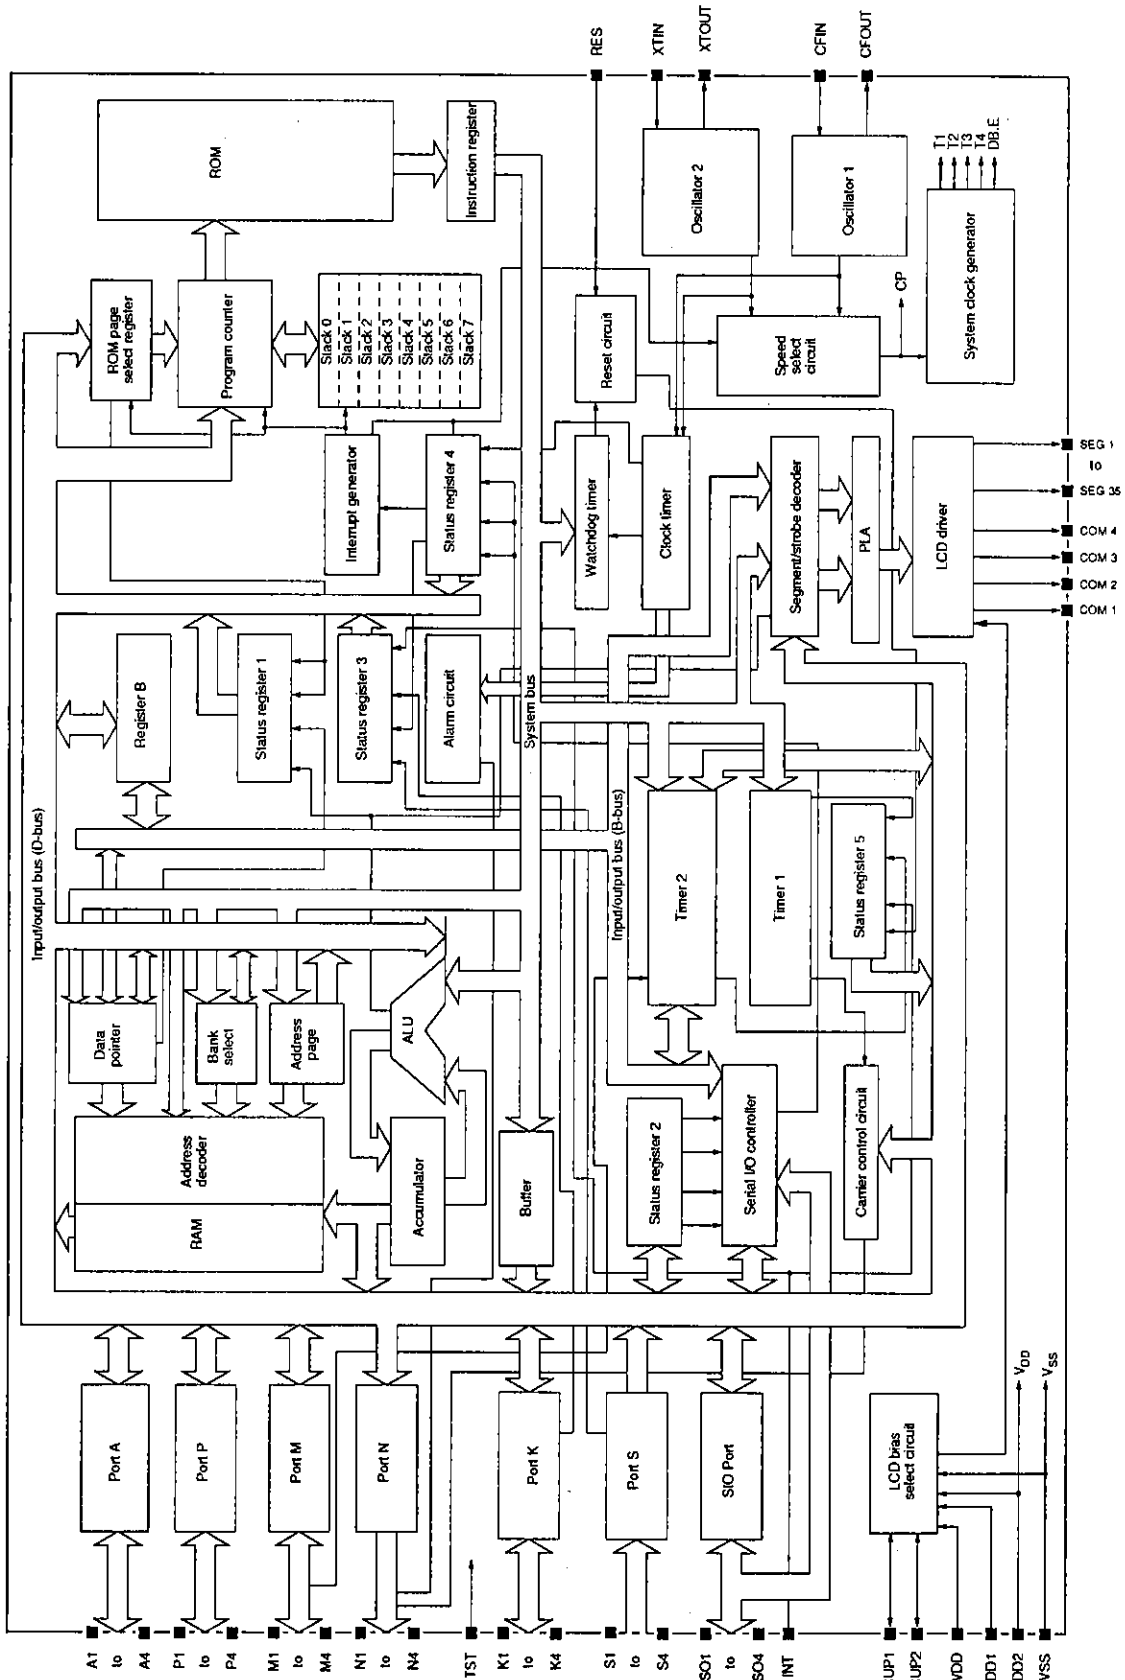 A1
to
A4
P1
to
P4
M1
to
M4
N1
to
N4
TST
K1
to
K4
S1
to
S4
SO1
to
SO4
INT
CUP1
CUP2
VDD
VSS
Port A
Port P
Port M
Port N
Port K
Port S
SIO Port
LCD bias
select circuit
VDD
VSS
RAM
Address
decoder
Accumulator
Buffer
Status register 2
Serial I/O controller
Carrier control circuit
Data
pointer
Bank
select
Address
page
ALU
Input/output bus (D-bus)
Input/output bus (B-bus)
System bus
Timer 2
Timer 1
Status register 5
Register B
Status register 1
Status register 3
Alarm circuit
Interrupt generator
Status register 4
Watchdog timer
Clock timer
Segment/strobe decoder
PLA
LCD driver
ROM page
select register
Program counter
Stack 0
Stack 1
Stack 2
Stack 3
Stack 4
Stack 5
Stack 6
Stack 7
Reset circuit
Speed
select
circuit
CP
ROM
Instruction register
Oscillator 2
Oscillator 1
System clock generator
T1
T2
T3
T4
DB.E
RES
XTIN
XTOUT
CFIN
CFOUT
SEG 1
to
SEG 35
COM 4
COM 3
COM 2
COM 1